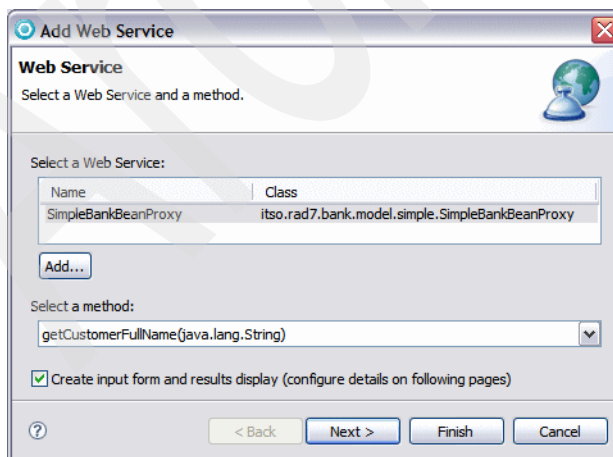 Add Web Service
Web Service
Select a Web Service and a method.
Select a Web Service:
Name Class
SimpleBankBeanProxy itso.rad7.bank.model.simple.SimpleBankBeanProxy
Add...
Select a method:
getCustomerFullName(java.lang.String)
Create input form and results display (configure details on following pages)
? < Back Next > Finish Cancel